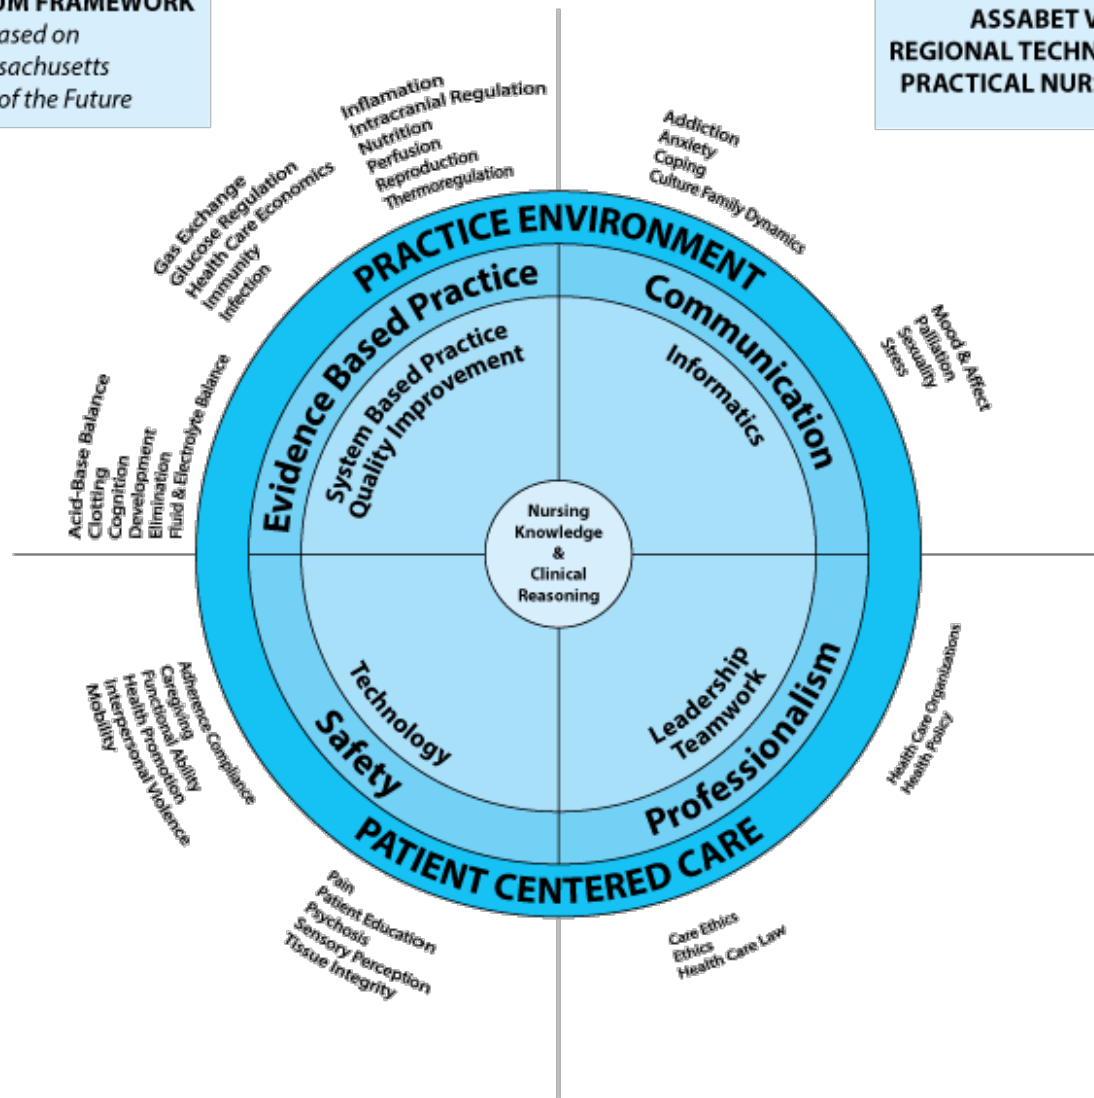 UM FRAMEWORK
ased on
sachusetts
of the Future
ASSABET V
REGIONAL TECHN
PRACTICAL NUR
Inflamation
Intracranial Regulation
Nutrition
Perfusion
Reproduction
Thermoregulation
Addiction
Anxiety
Coping
Culture Family Dynamics
Gas Exchange
Glucose Regulation
Health Care Economics
Immunity
Infection
Mood & Affect
Palliation
Sexuality
Stress
Acid-Base Balance
Clotting
Cognition
Development
Elimination
Fluid & Electrolyte Balance
PRACTICE ENVIRONMENT
Evidence Based Practice
Communication
System Based Practice
Quality Improvement
Informatics
Nursing
Knowledge
&
Clinical
Reasoning
Technology
Leadership
Teamwork
Safety
Professionalism
PATIENT CENTERED CARE
Adherence Compliance
Caregiving
Functional Ability
Health Promotion
Interpersonal Violence
Mobility
Health Care Organizations
Health Policy
Pain
Patient Education
Psychosis
Sensory Perception
Tissue Integrity
Care Ethics
Ethics
Health Care Law